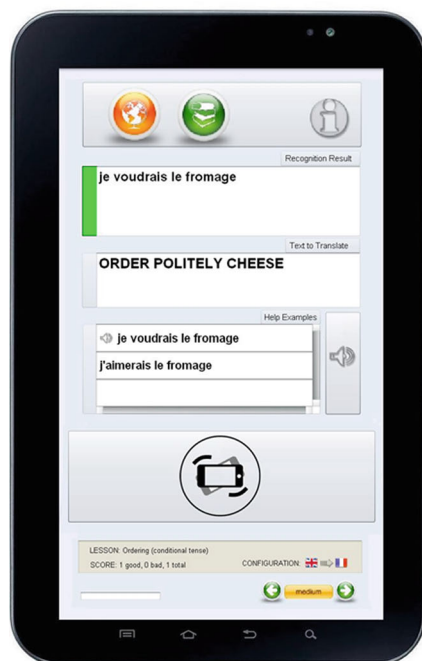 Recognition Result
je voudrais le fromage
Text to Translate
ORDER POLITELY CHEESE
Help Examples
je voudrais le fromage
j'aimerais le fromage
LESSON: Ordering (conditional tense)
SCORE: 1 good, 0 bad, 1 total
CONFIGURATION:
medium